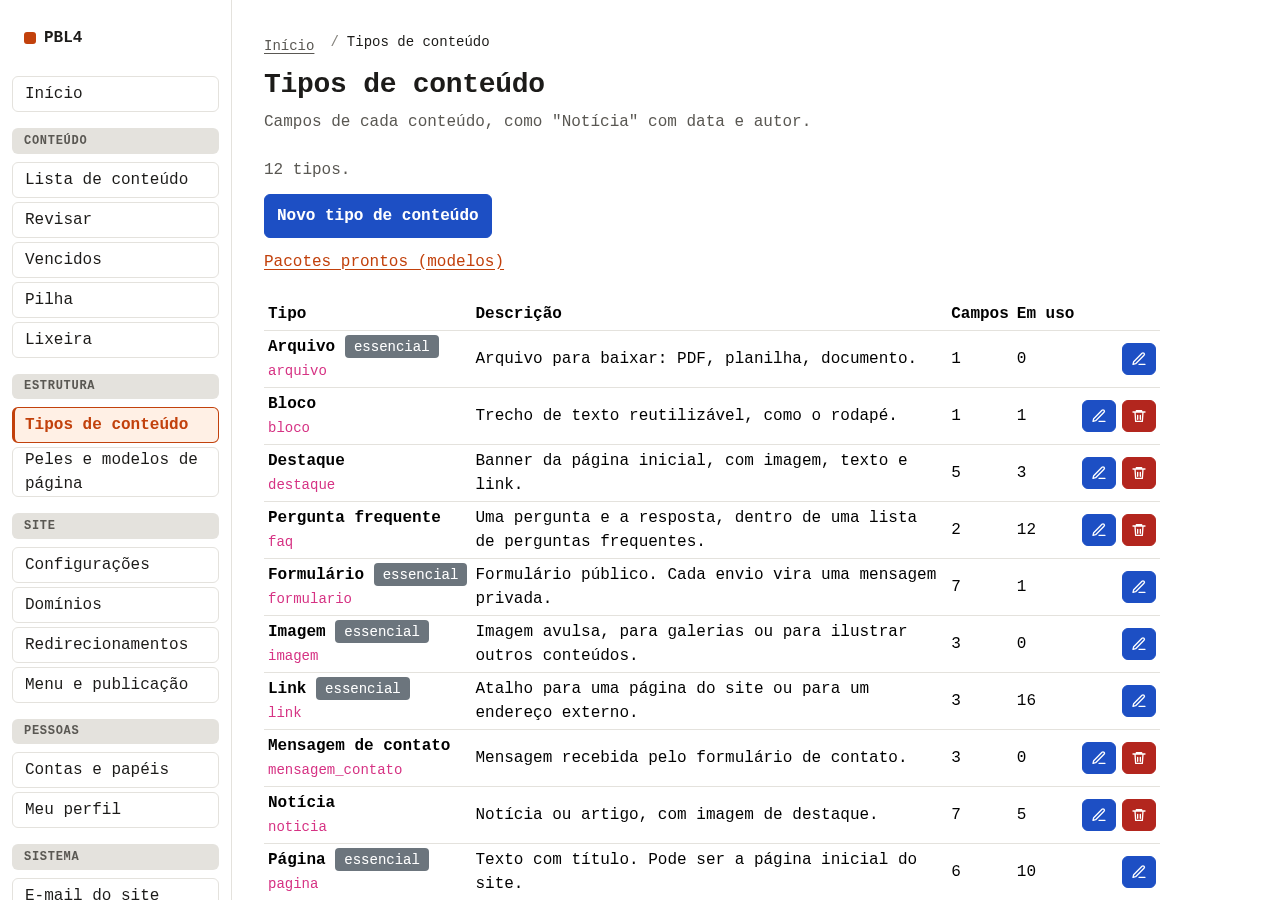 PBL4
Início
CONTEÚDO
Lista de conteúdo
Revisar
Vencidos
Pilha
Lixeira
ESTRUTURA
Tipos de conteúdo
Peles e modelos de
página
SITE
Configurações
Domínios
Redirecionamentos
Menu e publicação
PESSOAS
Contas e papéis
Meu perfil
SISTEMA
E-mail do site
Início / Tipos de conteúdo
Tipos de conteúdo
Campos de cada conteúdo, como "Notícia" com data e autor.
12 tipos.
Novo tipo de conteúdo
Pacotes prontos (modelos)
Tipo Descrição Campos Em uso
Arquivo essencial
arquivo
Arquivo para baixar: PDF, planilha, documento. 1 0
Bloco
bloco
Trecho de texto reutilizável, como o rodapé. 1 1
Destaque
destaque
Banner da página inicial, com imagem, texto e
link.
5 3
Pergunta frequente
faq
Uma pergunta e a resposta, dentro de uma lista
de perguntas frequentes.
2 12
Formulário essencial
formulario
Formulário público. Cada envio vira uma mensagem
privada.
7 1
Imagem essencial
imagem
Imagem avulsa, para galerias ou para ilustrar
outros conteúdos.
3 0
Link essencial
link
Atalho para uma página do site ou para um
endereço externo.
3 16
Mensagem de contato
mensagem_contato
Mensagem recebida pelo formulário de contato. 3 0
Notícia
noticia
Notícia ou artigo, com imagem de destaque. 7 5
Página essencial
pagina
Texto com título. Pode ser a página inicial do
site.
6 10